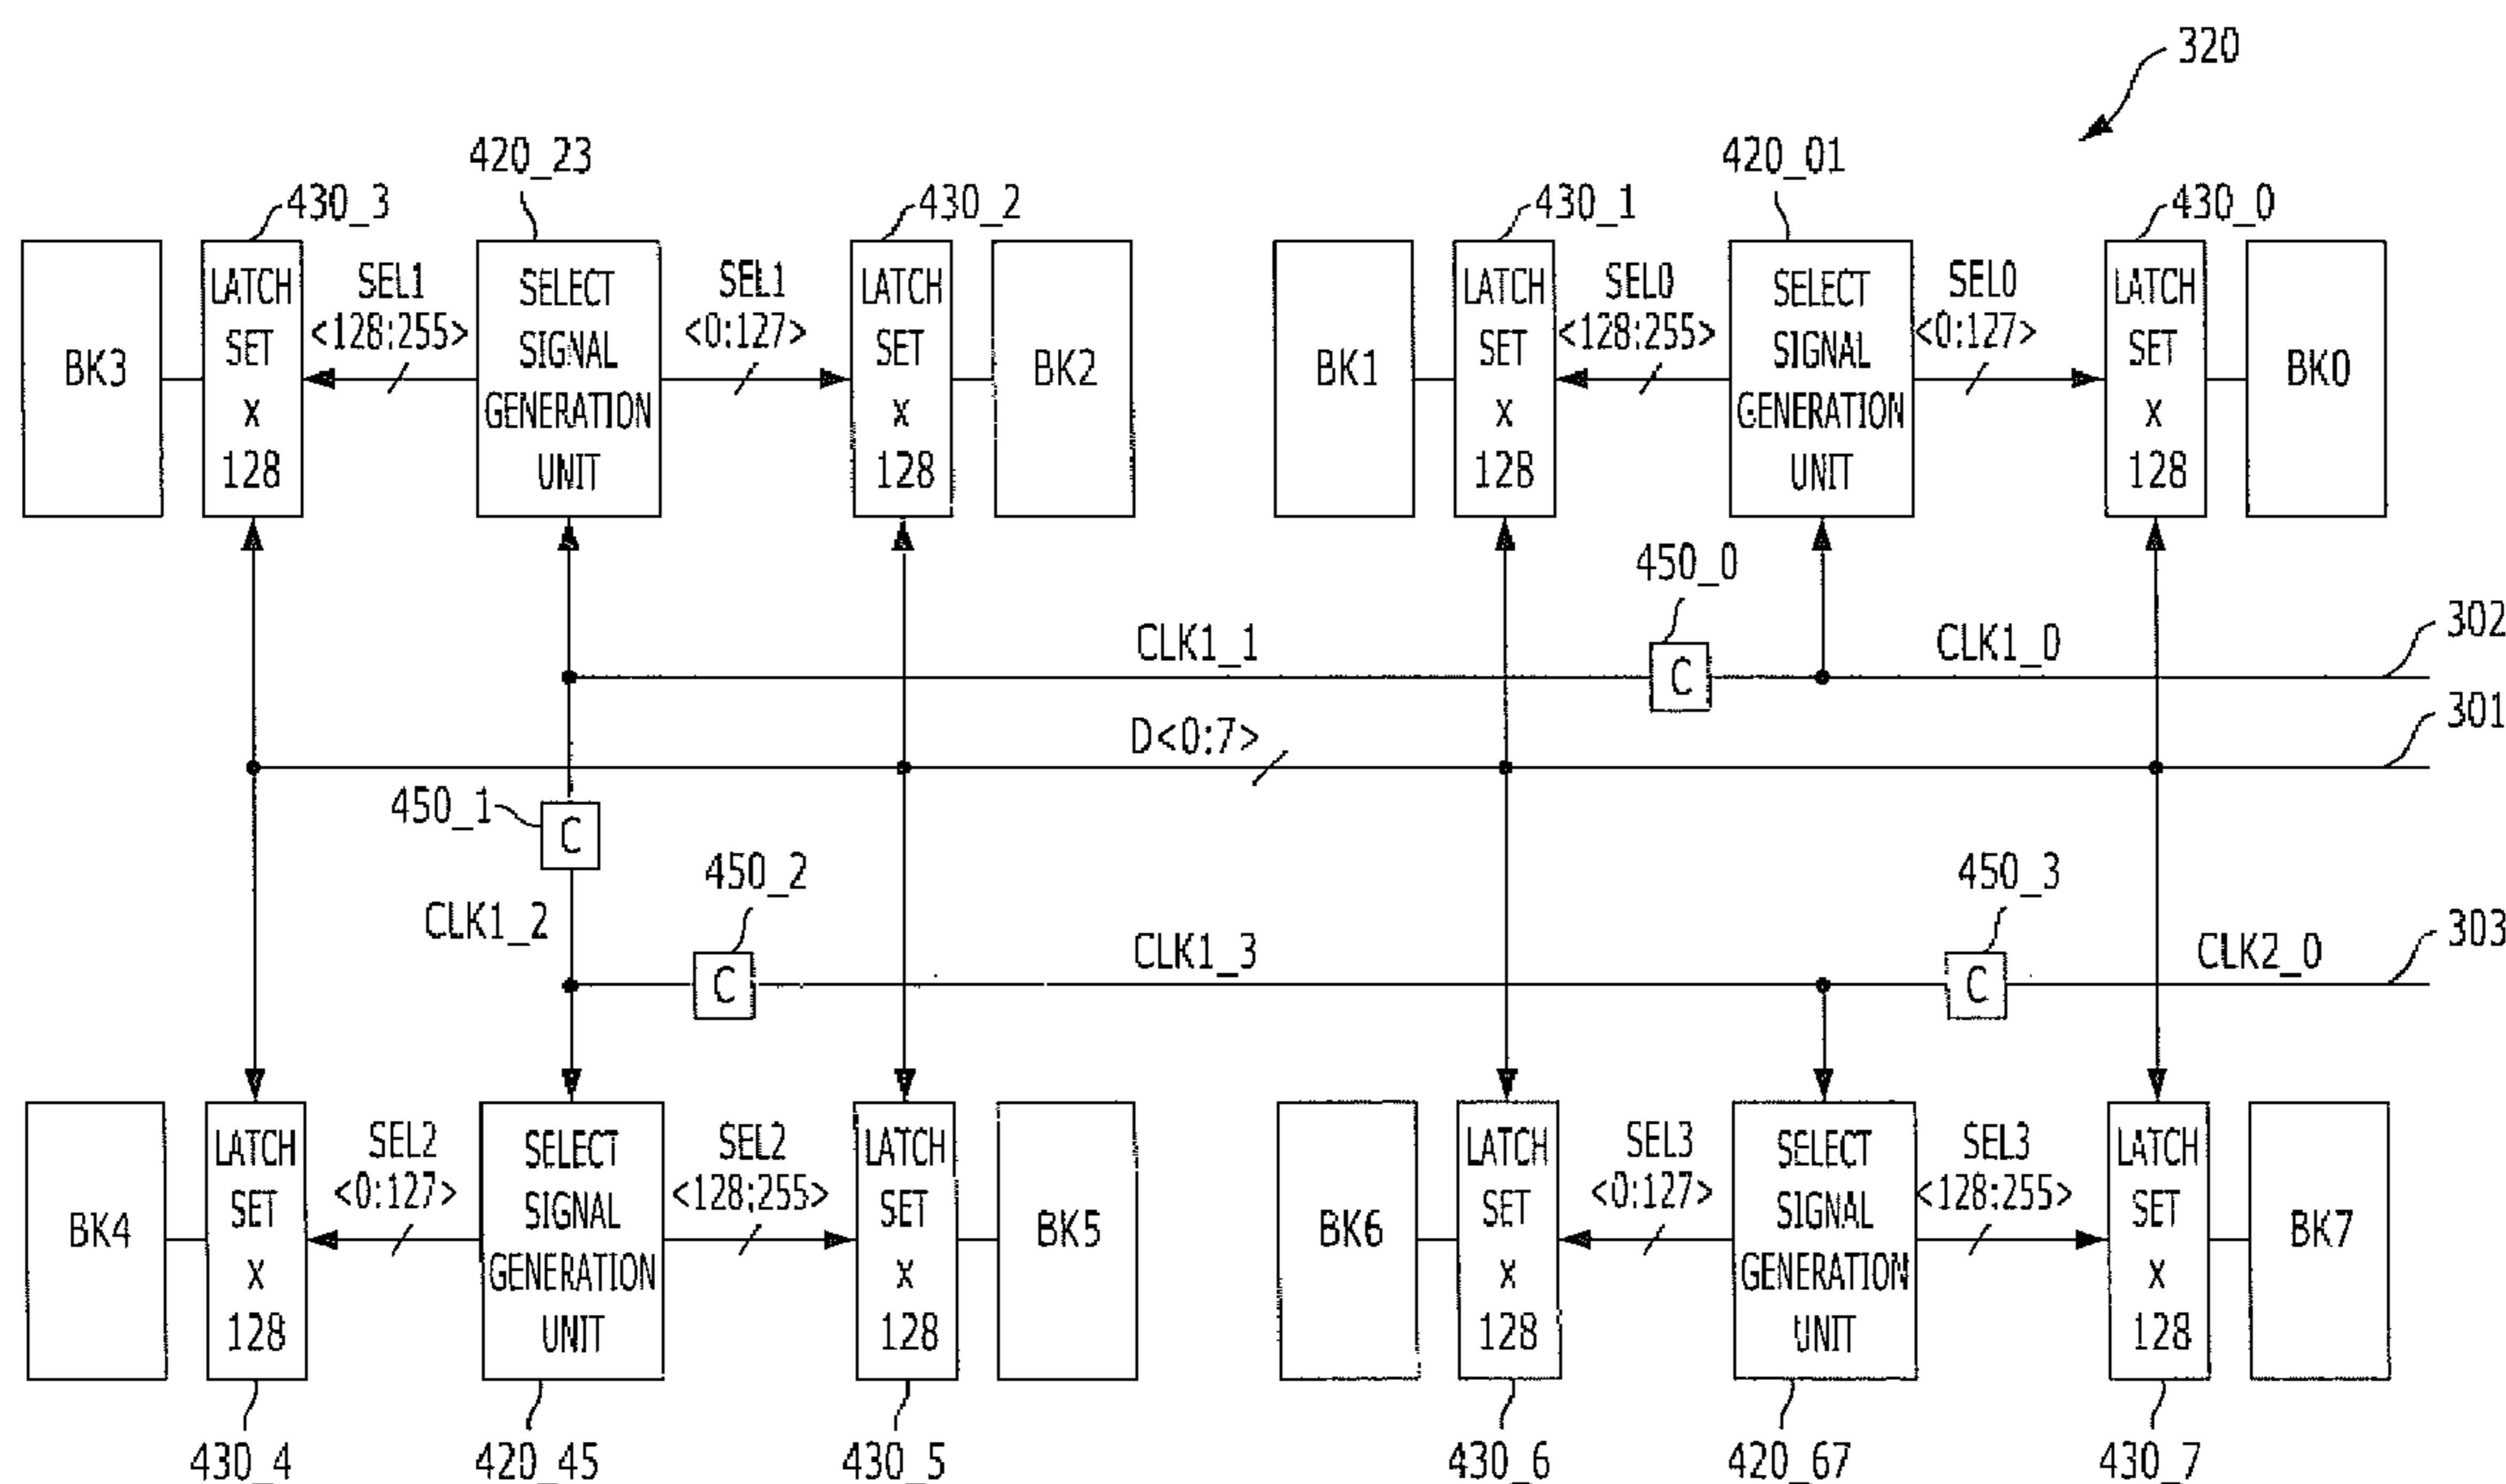 320
420_23
420_01
430_3
430_2
430_1
430_0
BK3
LATCH
SET
X
128
SEL1
<128:255>
SELECT
SIGNAL
GENERATION
UNIT
SEL1
<0:127>
LATCH
SET
X
128
BK2
BK1
LATCH
SET
X
128
SEL0
<128:255>
SELECT
SIGNAL
GENERATION
UNIT
SEL0
<0:127>
LATCH
SET
X
128
BK0
450_0
CLK1_1
C
CLK1_0
302
D<0:7>
301
450_1
C
450_2
450_3
CLK1_2
C
CLK1_3
C
CLK2_0
303
BK4
LATCH
SET
X
128
SEL2
<0:127>
SELECT
SIGNAL
GENERATION
UNIT
SEL2
<128:255>
LATCH
SET
X
128
BK5
BK6
LATCH
SET
X
128
SEL3
<0:127>
SELECT
SIGNAL
GENERATION
UNIT
SEL3
<128:255>
LATCH
SET
X
128
BK7
430_4
420_45
430_5
430_6
420_67
430_7